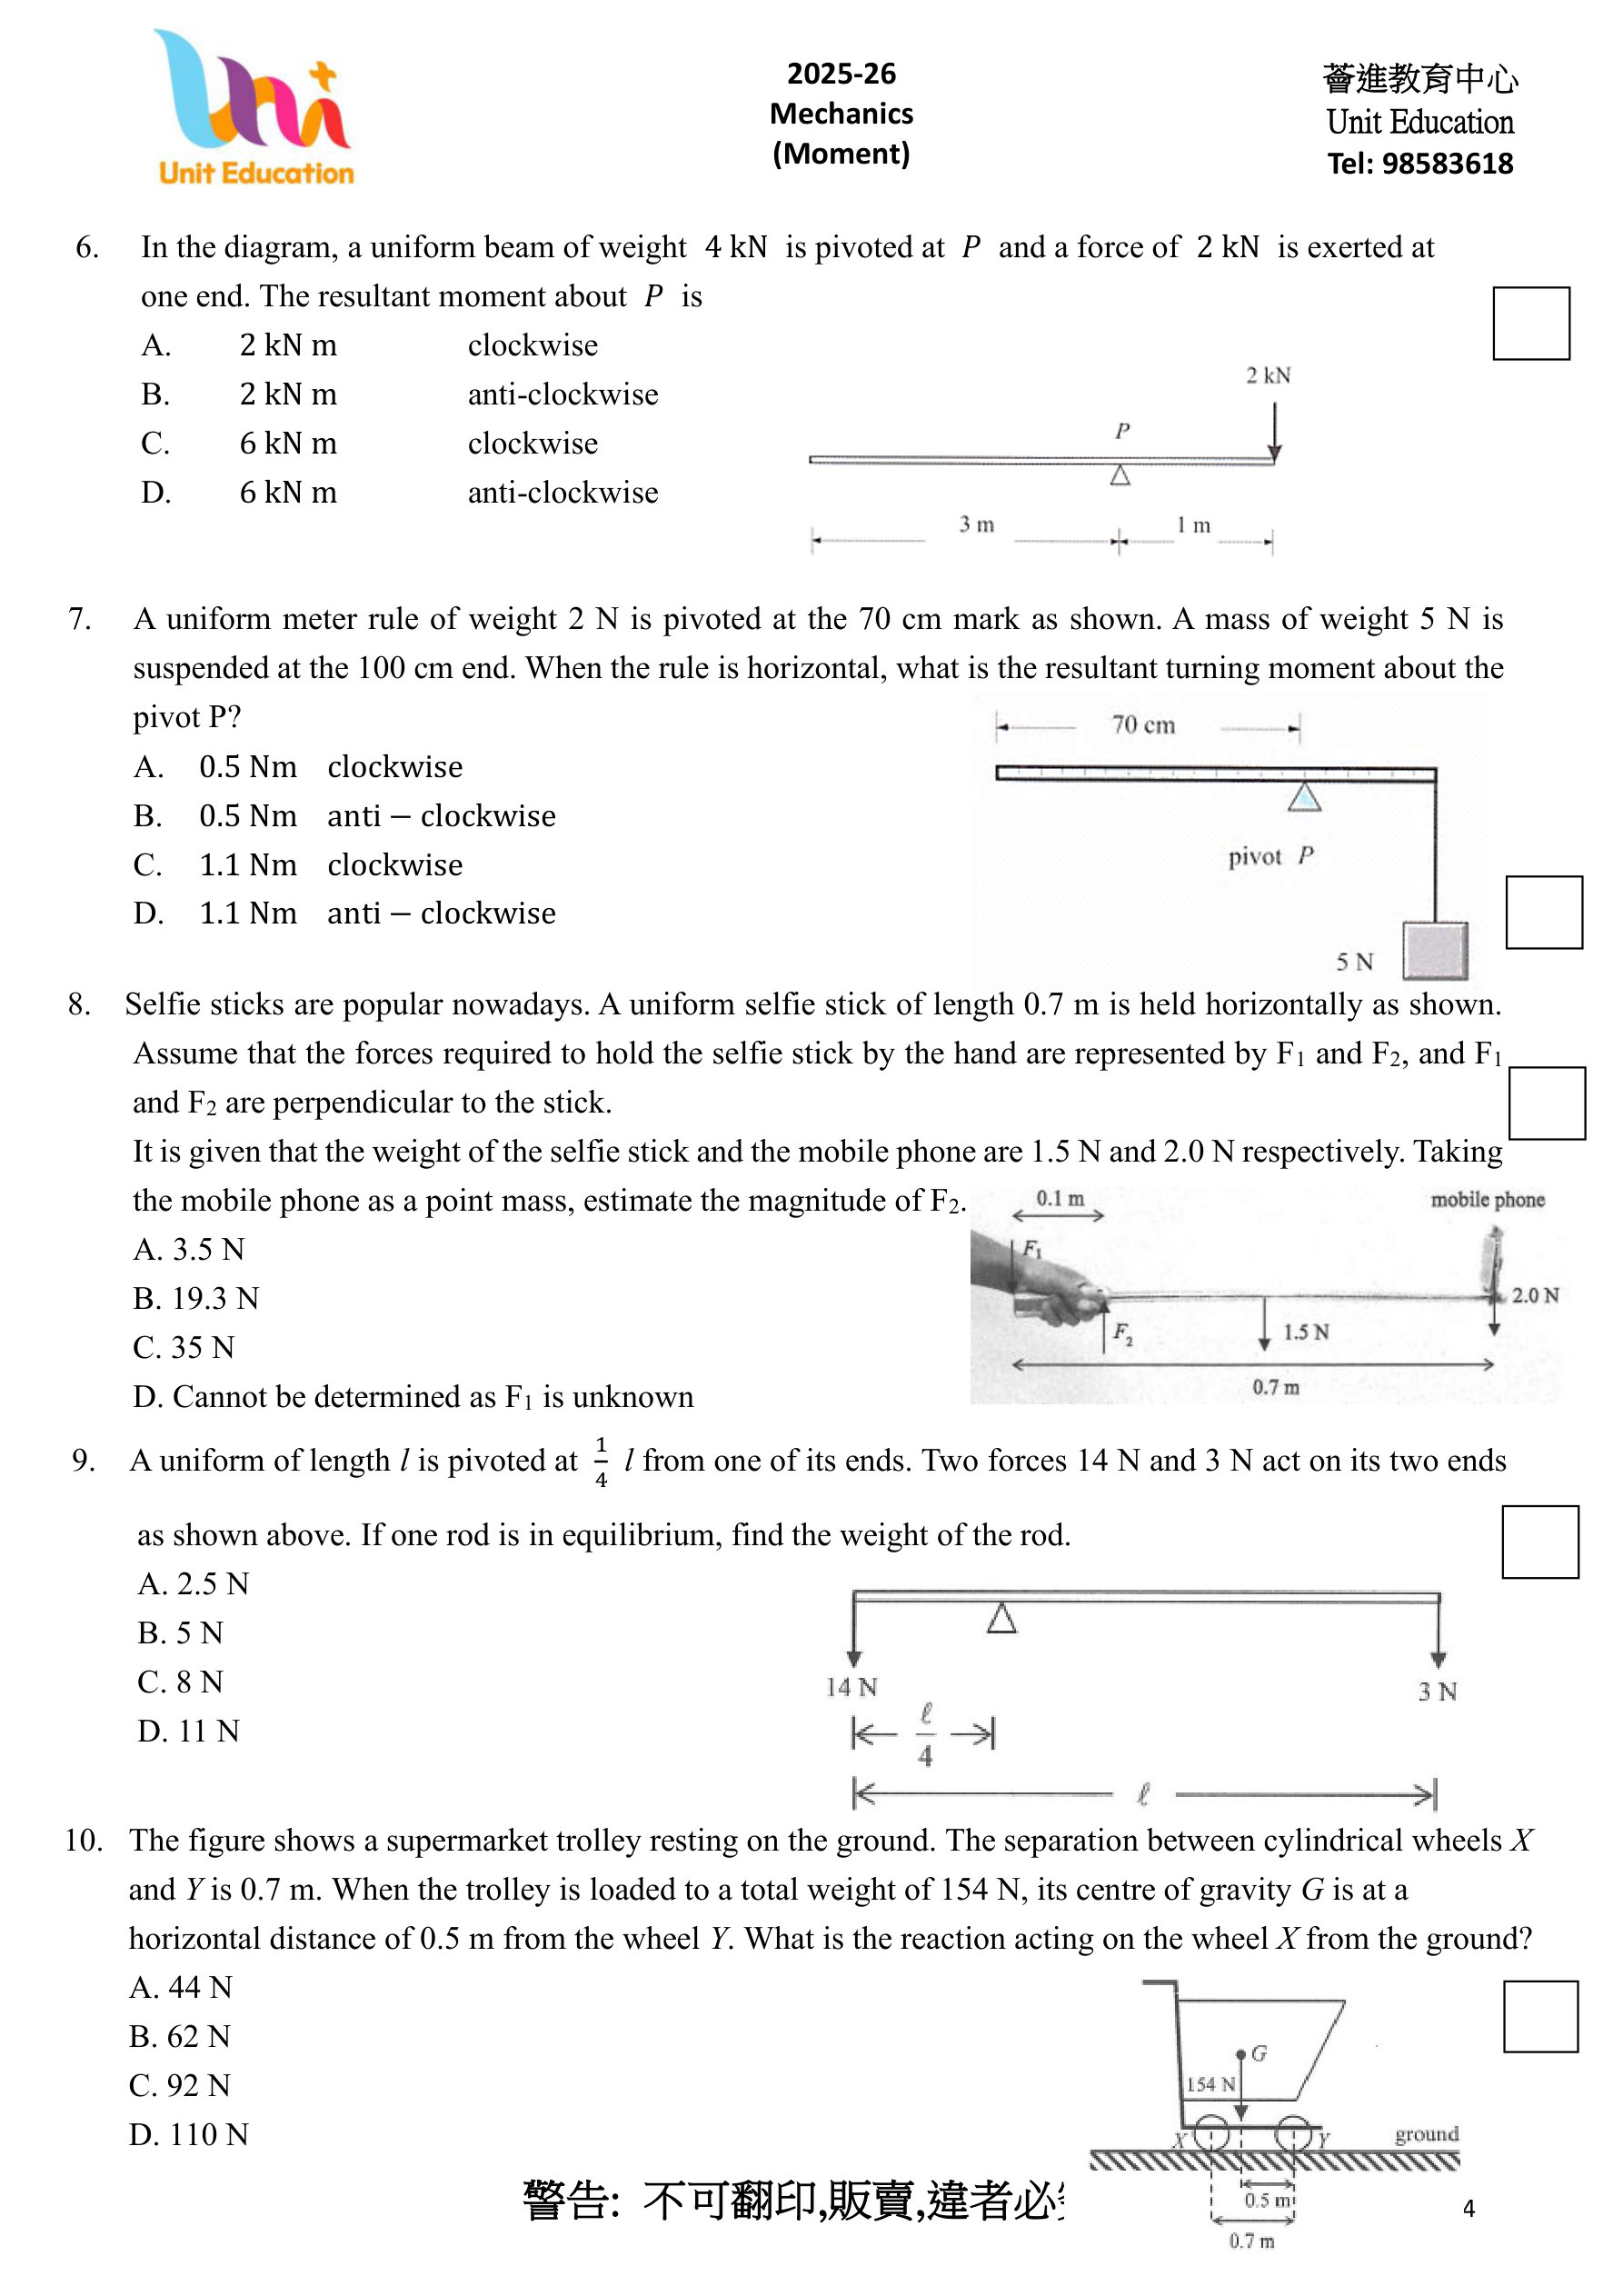 Uni+
Unit Education
2025-26
Mechanics
(Moment)
薈進教育中心
Unit Education
Tel: 98583618
6. In the diagram, a uniform beam of weight 4 kN is pivoted at P and a force of 2 kN is exerted at
one end. The resultant moment about P is
A. 2 kN m clockwise
B. 2 kN m anti-clockwise
C. 6 kN m clockwise
D. 6 kN m anti-clockwise
2 kN
P
3 m
1 m
7. A uniform meter rule of weight 2 N is pivoted at the 70 cm mark as shown. A mass of weight 5 N is
suspended at the 100 cm end. When the rule is horizontal, what is the resultant turning moment about the
pivot P?
A. 0.5 Nm clockwise
B. 0.5 Nm anti − clockwise
C. 1.1 Nm clockwise
D. 1.1 Nm anti − clockwise
70 cm
pivot P
5 N
8. Selfie sticks are popular nowadays. A uniform selfie stick of length 0.7 m is held horizontally as shown.
Assume that the forces required to hold the selfie stick by the hand are represented by F₁ and F₂, and F₁
and F₂ are perpendicular to the stick.
It is given that the weight of the selfie stick and the mobile phone are 1.5 N and 2.0 N respectively. Taking
the mobile phone as a point mass, estimate the magnitude of F₂.
A. 3.5 N
B. 19.3 N
C. 35 N
D. Cannot be determined as F₁ is unknown
0.1 m
mobile phone
F₁
2.0 N
F₂
1.5 N
0.7 m
9. A uniform of length l is pivoted at 1/4 l from one of its ends. Two forces 14 N and 3 N act on its two ends
as shown above. If one rod is in equilibrium, find the weight of the rod.
A. 2.5 N
B. 5 N
C. 8 N
D. 11 N
14 N
3 N
ℓ/4
ℓ
10. The figure shows a supermarket trolley resting on the ground. The separation between cylindrical wheels X
and Y is 0.7 m. When the trolley is loaded to a total weight of 154 N, its centre of gravity G is at a
horizontal distance of 0.5 m from the wheel Y. What is the reaction acting on the wheel X from the ground?
A. 44 N
B. 62 N
C. 92 N
D. 110 N
G
154 N
X
Y
ground
0.5 m
0.7 m
警告: 不可翻印,販賣,違者必
4